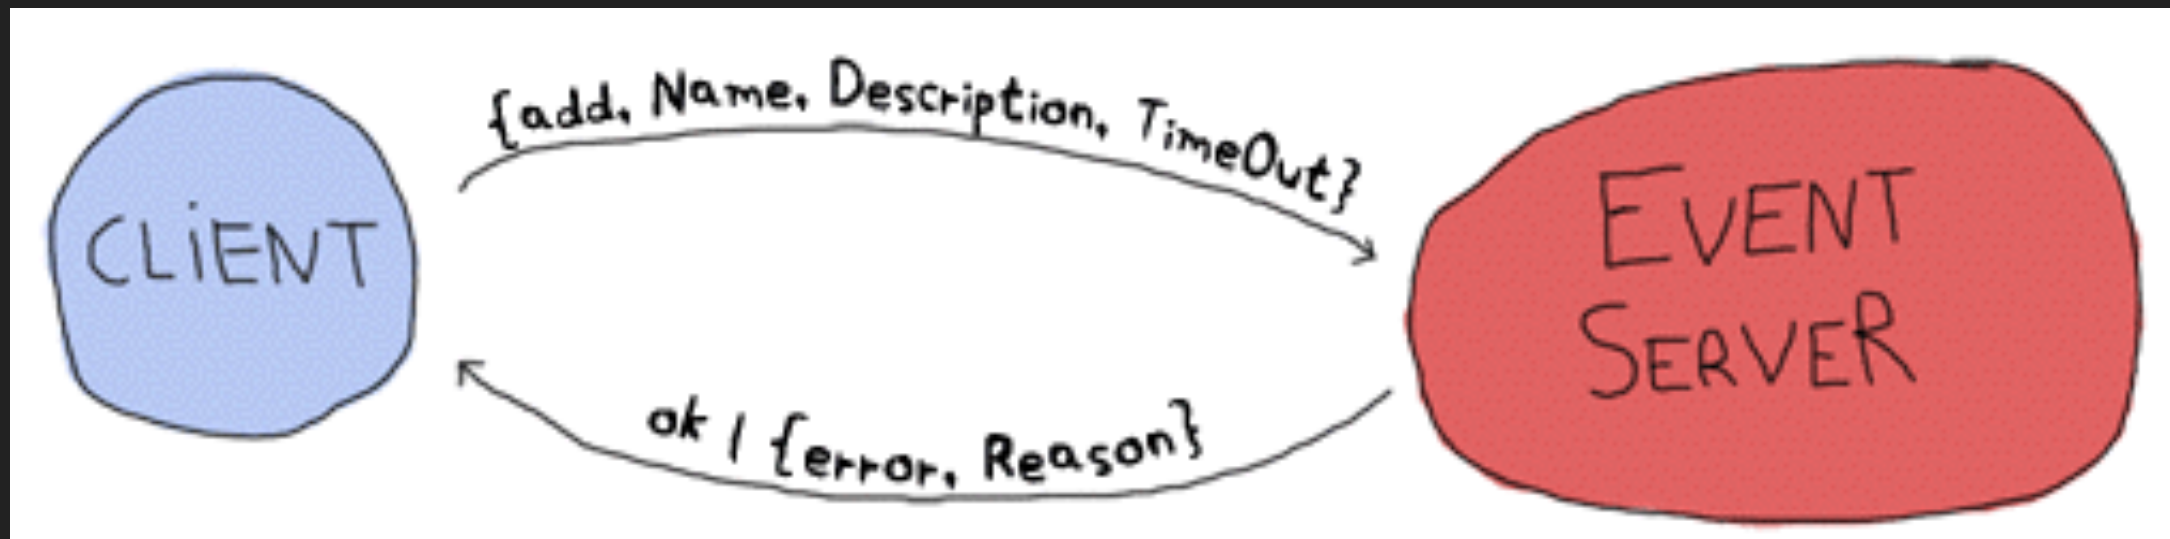 {add, Name, Description, TimeOut}
CLiENT
EVENT
SERVER
ok | {error, Reason}